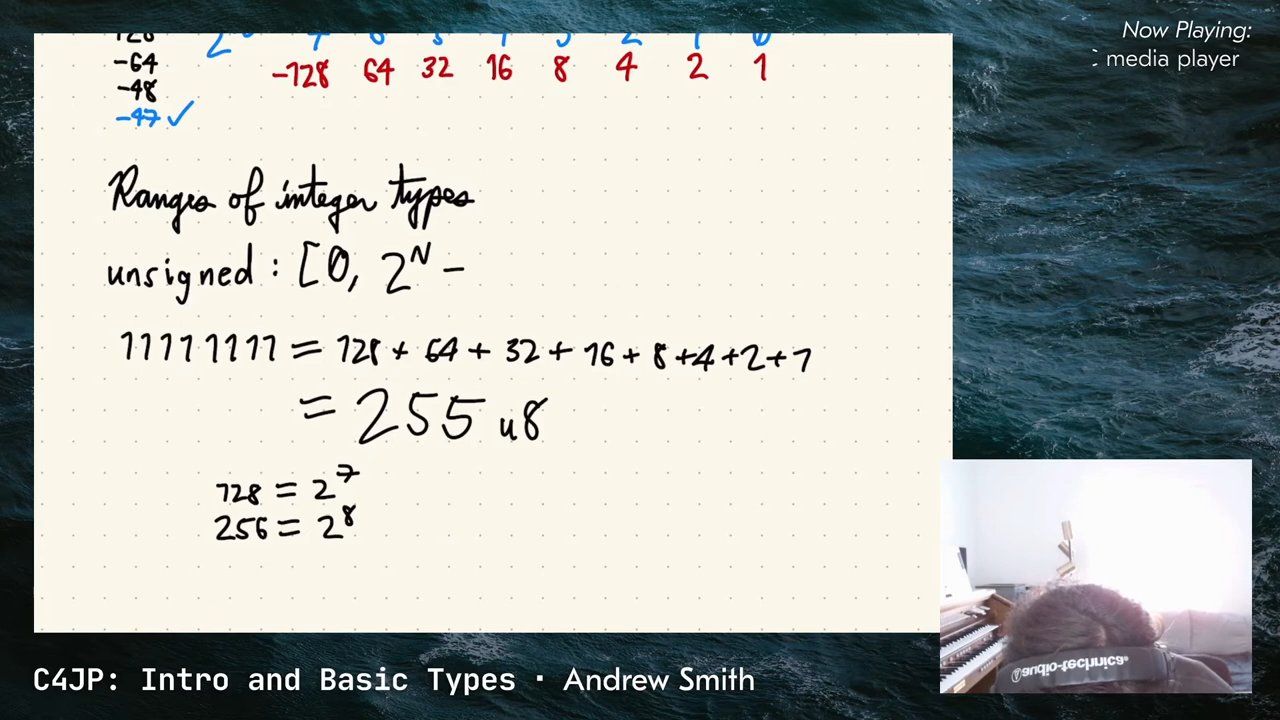 Now Playing:
media player
-64
-48
-47 ✓
-128 64 32 16 8 4 2 1
Ranges of integer types
unsigned : [0, 2^N -
11111111 = 128 + 64 + 32 + 16 + 8 + 4 + 2 + 1
= 255 u8
128 = 2^7
256 = 2^8
audio-technica
C4JP: Intro and Basic Types · Andrew Smith